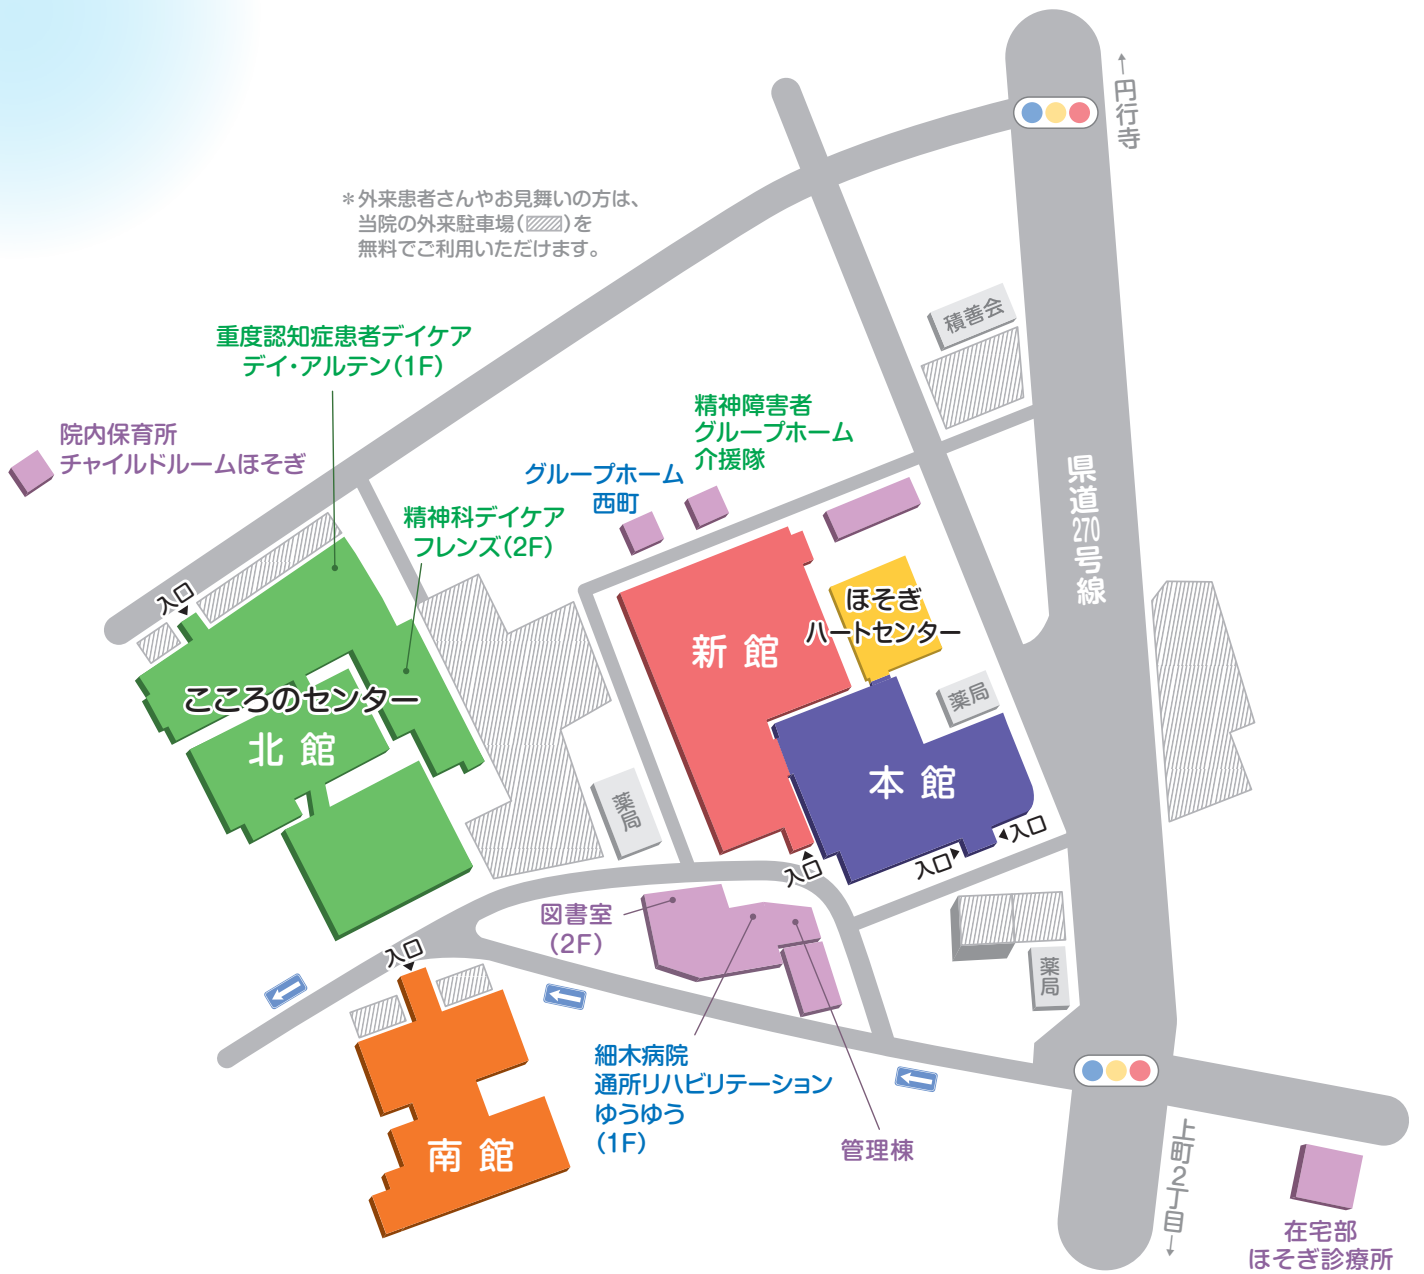 ↑円行寺
＊外来患者さんやお見舞いの方は、
当院の外来駐車場( )を
無料でご利用いただけます。
積善会
重度認知症患者デイケア
デイ・アルテン(1F)
精神障害者
グループホーム
介援隊
院内保育所
チャイルドルームほそぎ
グループホーム
西町
県道270号線
精神科デイケア
フレンズ(2F)
入口
ほそぎ
ハートセンター
新館
こころのセンター
北館
薬局
本館
薬局
入口
入口
入口
図書室
(2F)
入口
薬局
細木病院
通所リハビリテーション
ゆうゆう
(1F)
管理棟
南館
上町2丁目→
在宅部
ほそぎ診療所